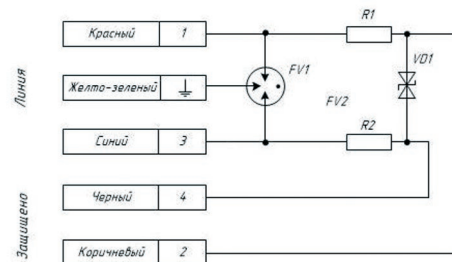 R1
Красный 1
VD1
FV1
Линия
Желто-зеленый
FV2
R2
Синий 3
Черный 4
Защищено
Коричневый 2